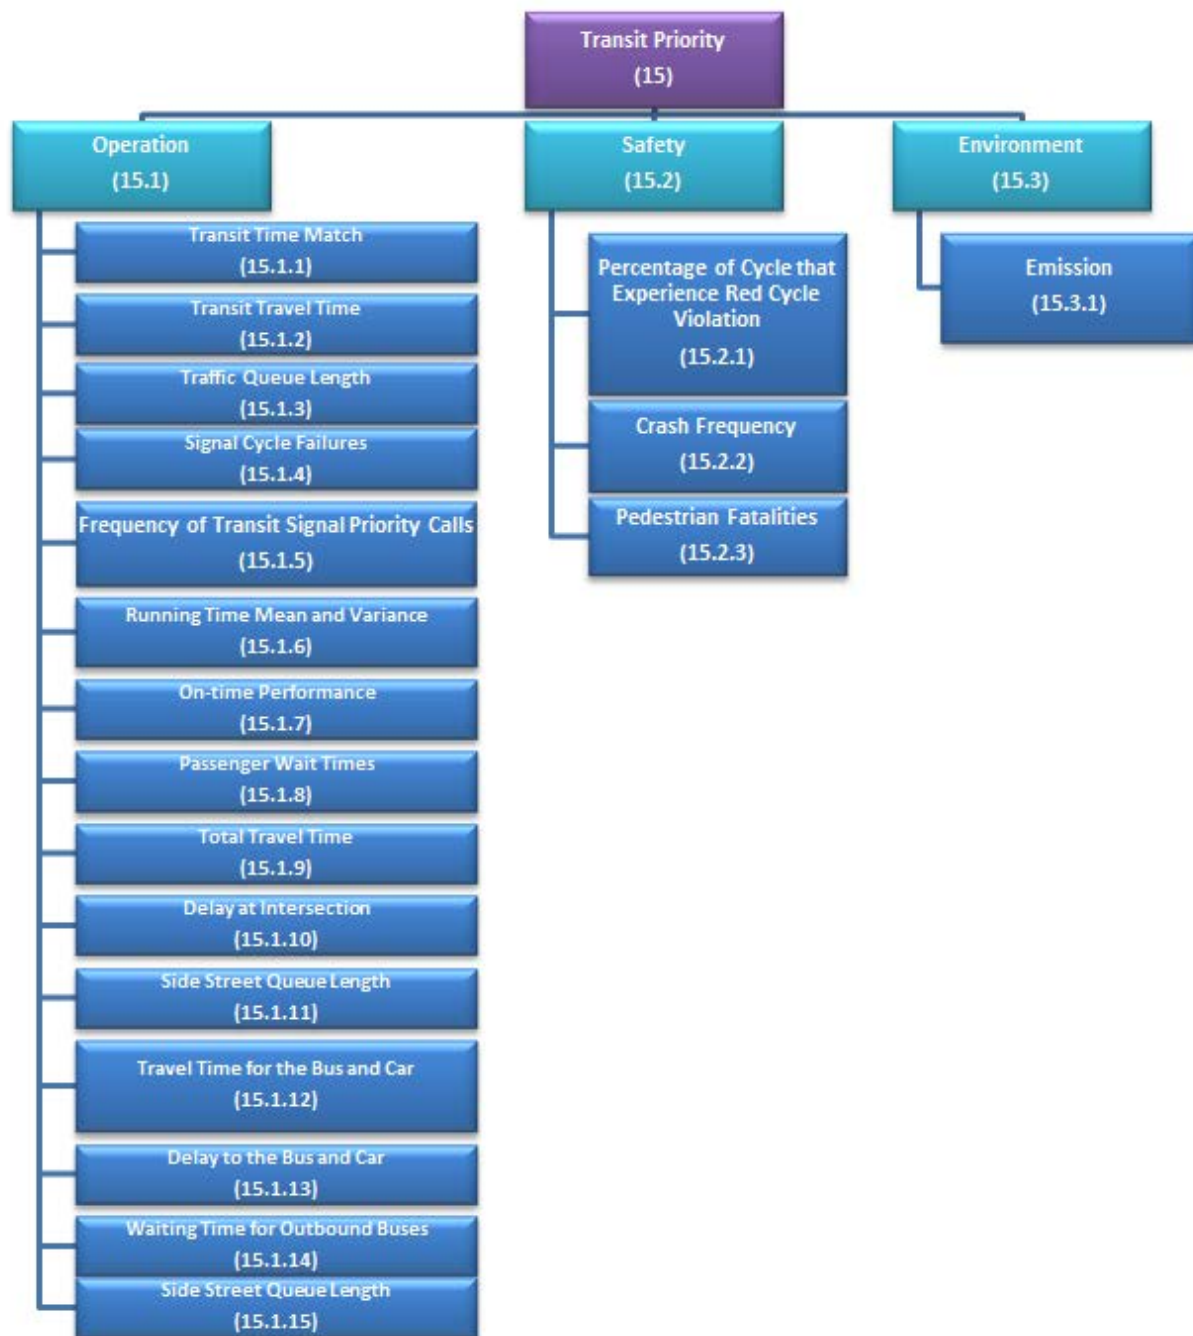 Transit Priority
(15)
Operation
(15.1)
Transit Time Match
(15.1.1)
Transit Travel Time
(15.1.2)
Traffic Queue Length
(15.1.3)
Signal Cycle Failures
(15.1.4)
Frequency of Transit Signal Priority Calls
(15.1.5)
Running Time Mean and Variance
(15.1.6)
On-time Performance
(15.1.7)
Passenger Wait Times
(15.1.8)
Total Travel Time
(15.1.9)
Delay at Intersection
(15.1.10)
Side Street Queue Length
(15.1.11)
Travel Time for the Bus and Car
(15.1.12)
Delay to the Bus and Car
(15.1.13)
Waiting Time for Outbound Buses
(15.1.14)
Side Street Queue Length
(15.1.15)
Safety
(15.2)
Percentage of Cycle that
Experience Red Cycle
Violation
(15.2.1)
Crash Frequency
(15.2.2)
Pedestrian Fatalities
(15.2.3)
Environment
(15.3)
Emission
(15.3.1)